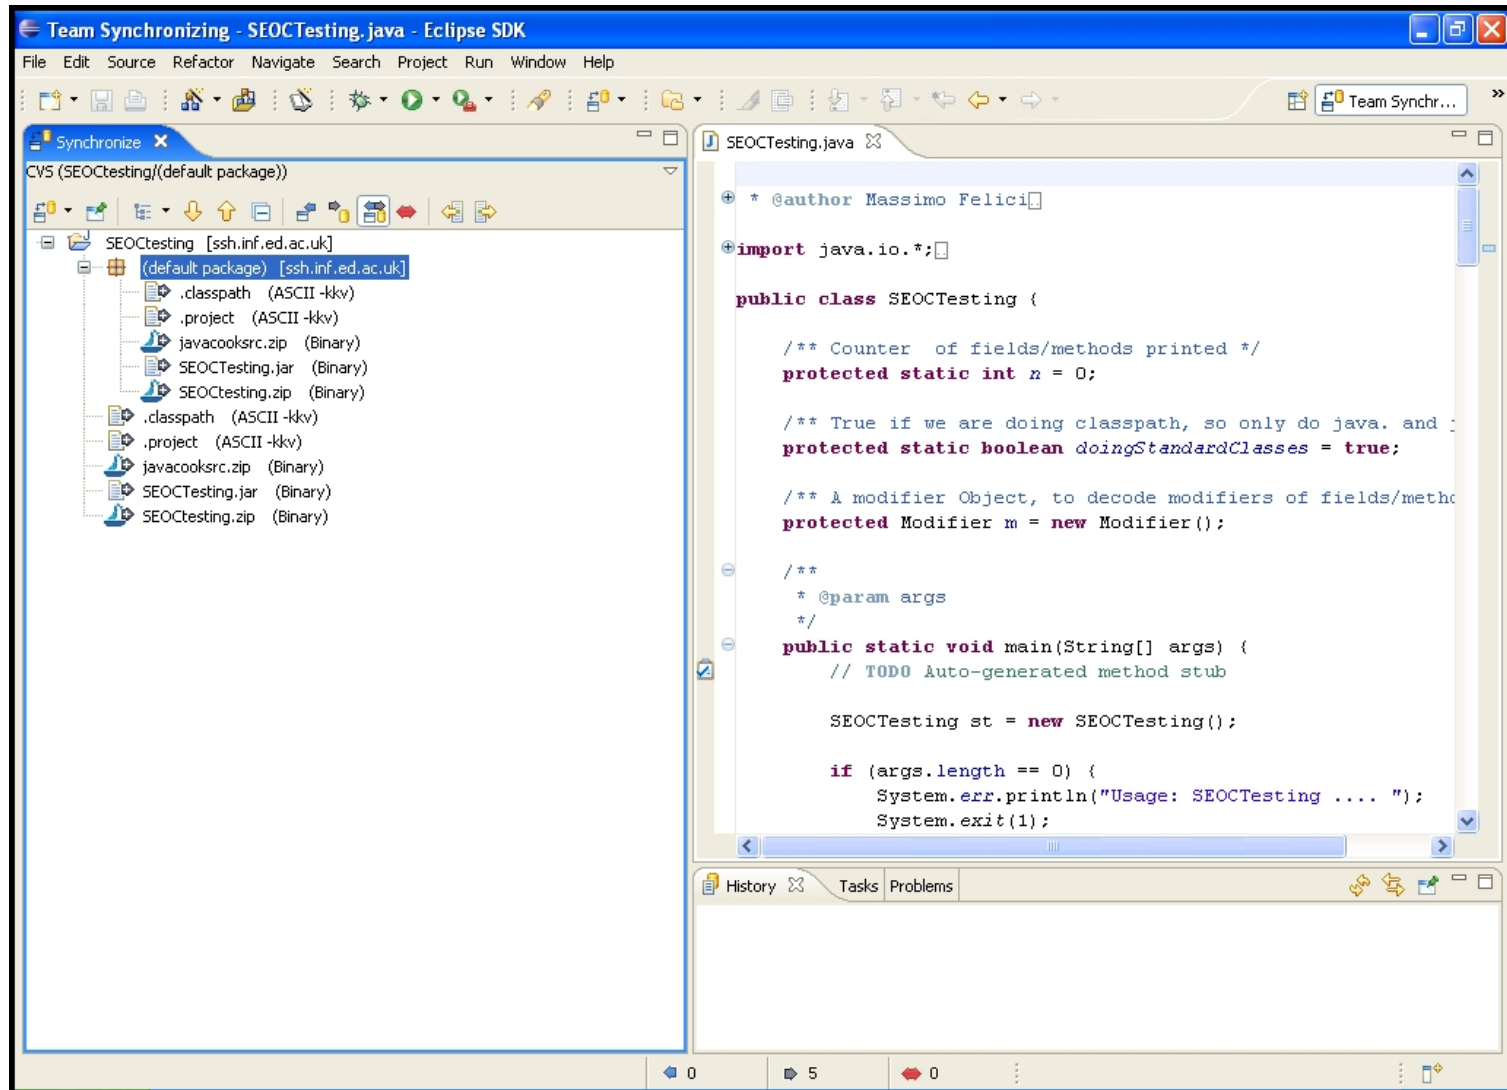 Team Synchronizing - SEOCTesting.java - Eclipse SDK
File Edit Source Refactor Navigate Search Project Run Window Help
Team Synchr... »
Synchronize
CVS (SEOCtesting/(default package))
SEOCtesting [ssh.inf.ed.ac.uk]
(default package) [ssh.inf.ed.ac.uk]
.classpath (ASCII -kkv)
.project (ASCII -kkv)
javacooksrc.zip (Binary)
SEOCTesting.jar (Binary)
SEOCtesting.zip (Binary)
.classpath (ASCII -kkv)
.project (ASCII -kkv)
javacooksrc.zip (Binary)
SEOCTesting.jar (Binary)
SEOCtesting.zip (Binary)
SEOCTesting.java
* @author Massimo Felici
import java.io.*;
public class SEOCTesting {
/** Counter  of fields/methods printed */
protected static int n = 0;
/** True if we are doing classpath, so only do java. and
protected static boolean doingStandardClasses = true;
/** A modifier Object, to decode modifiers of fields/metho
protected Modifier m = new Modifier();
/**
* @param args
*/
public static void main(String[] args) {
// TODO Auto-generated method stub
SEOCTesting st = new SEOCTesting();
if (args.length == 0) {
System.err.println("Usage: SEOCTesting .... ");
System.exit(1);
History Tasks Problems
0 5 0